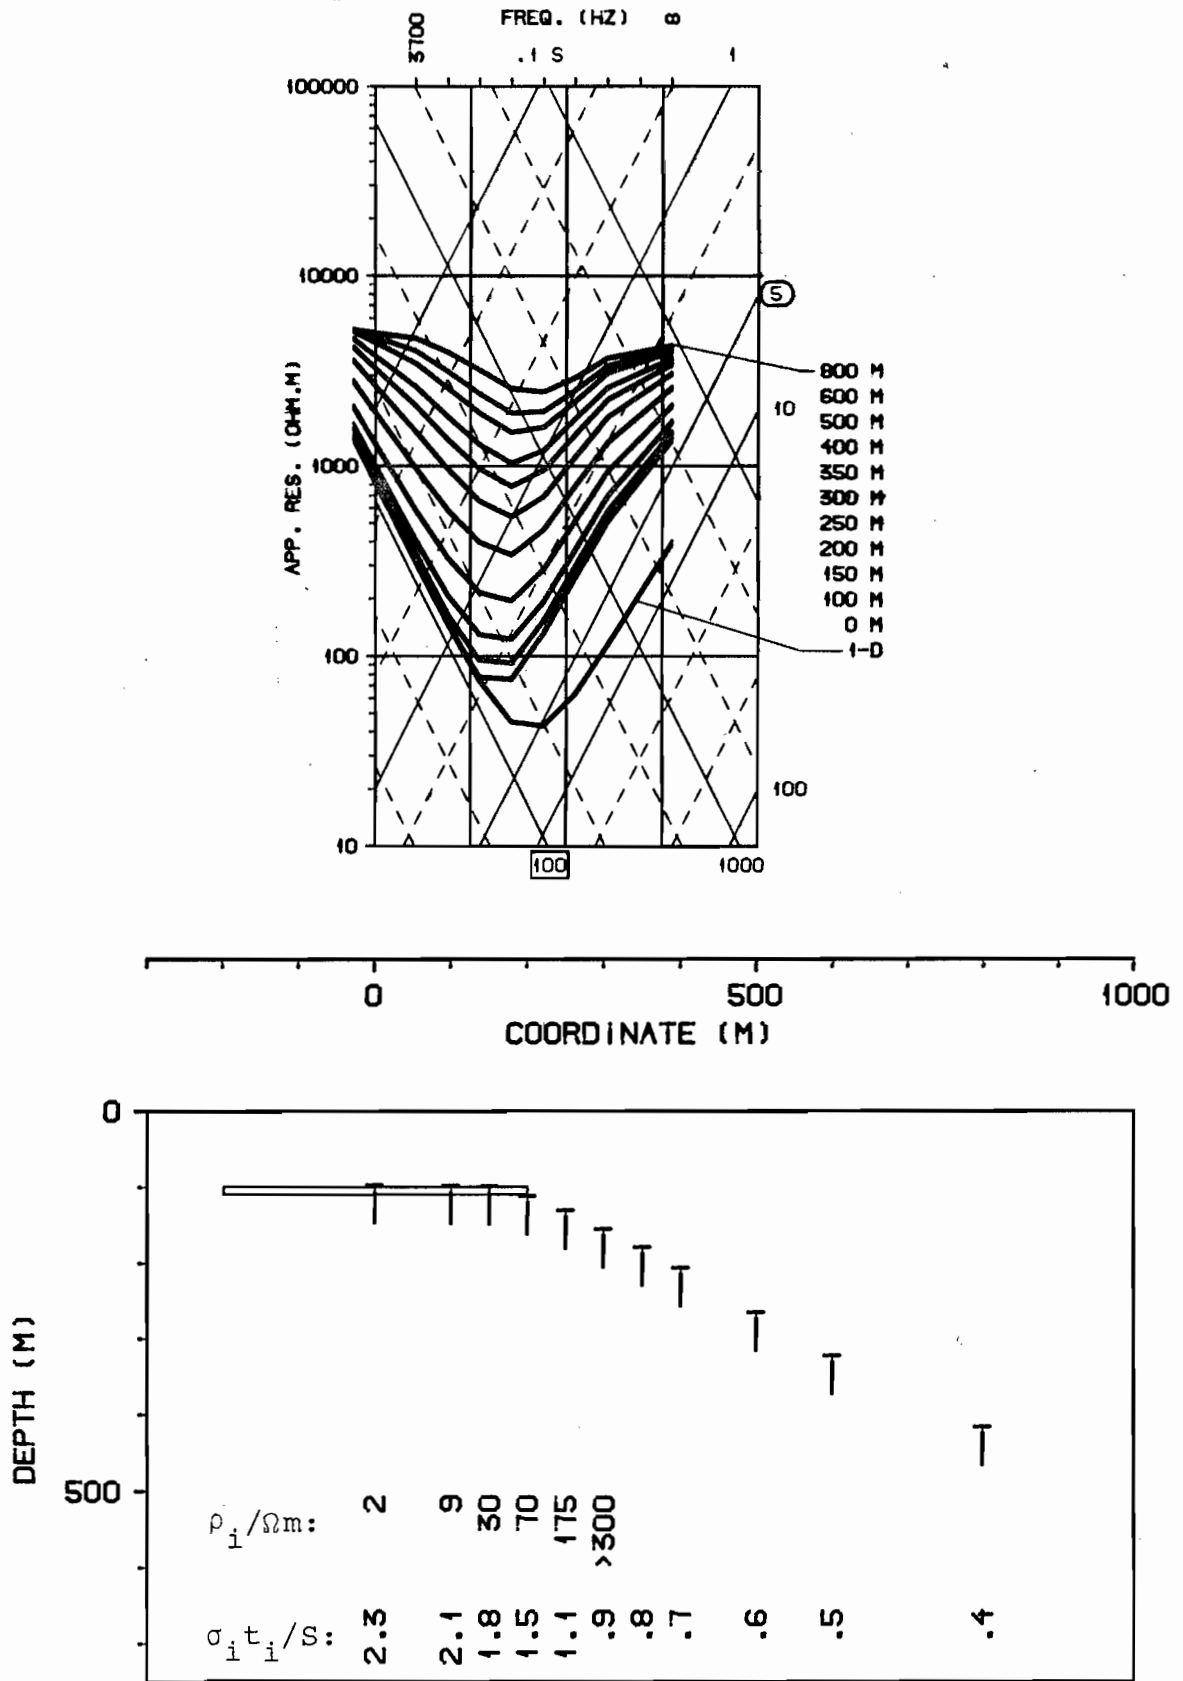 FREQ. (HZ)
3700
8
.1 S
1
100000
10000
1000
100
10
APP. RES. (OHM.M)
5
10
100
800 M
600 M
500 M
400 M
350 M
300 M
250 M
200 M
150 M
100 M
0 M
1-D
100
1000
0
500
1000
COORDINATE (M)
0
500
DEPTH (M)
ρi/Ωm: 2 9 30 70 175 >300
σiti/S: 2.3 2.1 1.8 1.5 1.1 .9 .8 .7 .6 .5 .4